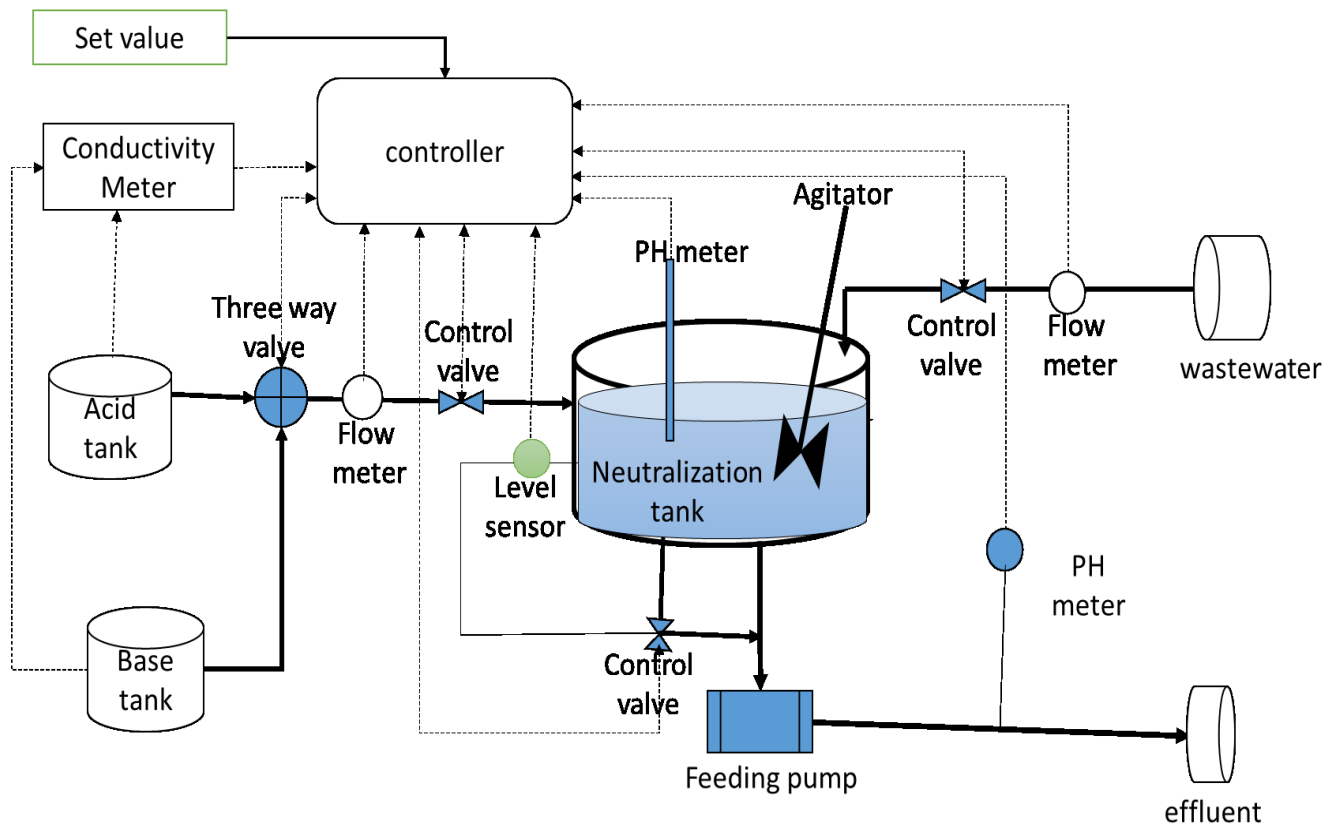 Set value
controller
Conductivity
Meter
Agitator
PH meter
Three way
valve
Control
valve
Control
valve
Flow
meter
wastewater
Acid
tank
Flow
meter
Level
sensor
Neutralization
tank
PH
meter
Base
tank
Control
valve
Feeding pump
effluent